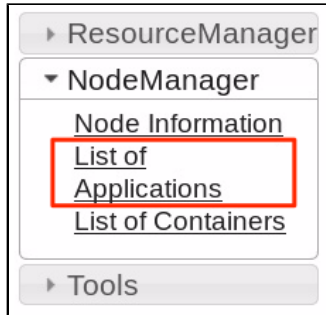 ResourceManager
NodeManager
Node Information
List of
Applications
List of Containers
Tools